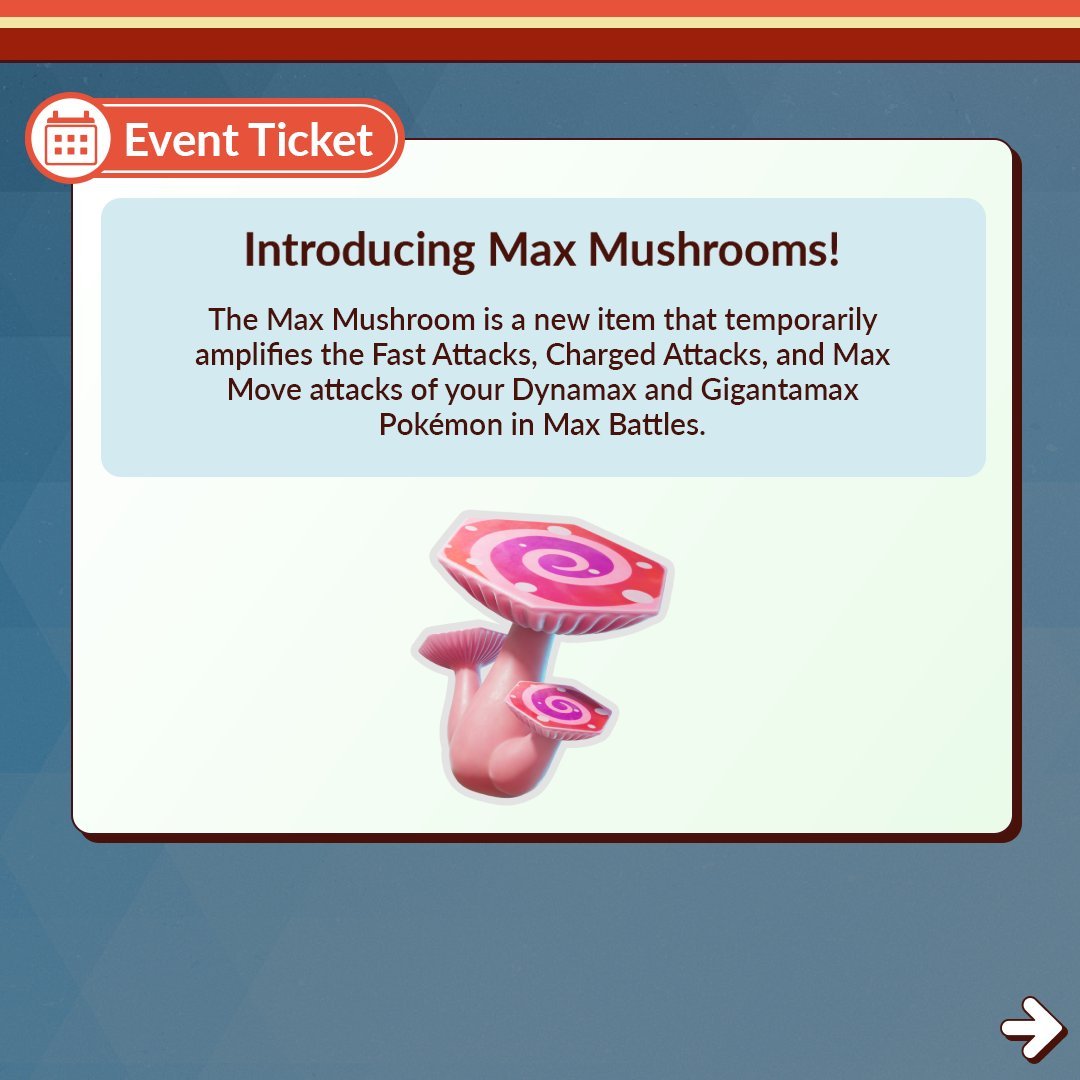 Event Ticket
Introducing Max Mushrooms!
The Max Mushroom is a new item that temporarily
amplifies the Fast Attacks, Charged Attacks, and Max
Move attacks of your Dynamax and Gigantamax
Pokémon in Max Battles.